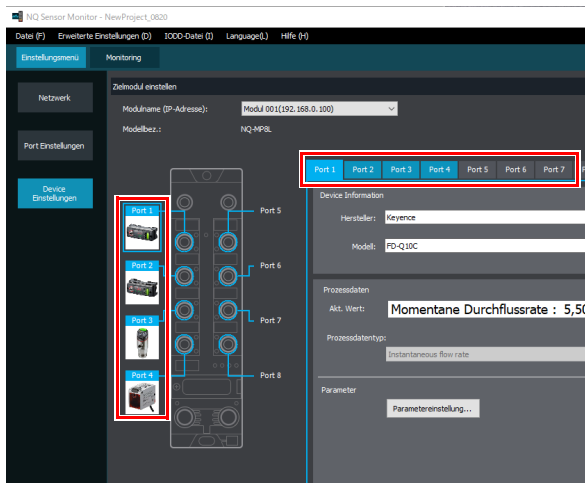 NQ Sensor Monitor - NewProject_0820
Datei (F) Erweiterte Einstellungen (D) IODD-Datei (I) Language(L) Hilfe (H)
Einstellungsmenü Monitoring
Netzwerk
Port Einstellungen
Device
Einstellungen
Zielmodul einstellen
Modulname (IP-Adresse): Modul 001(192.168.0.100)
Modellbez.: NQ-MP8L
Port 1
Port 2
Port 3
Port 4
Port 5
Port 6
Port 7
Port 8
Port 1 Port 2 Port 3 Port 4 Port 5 Port 6 Port 7
Device Information
Hersteller: Keyence
Modell: FD-Q10C
Prozessdaten
Akt. Wert: Momentane Durchflussrate : 5,50
Prozessdatentyp:
Instantaneous flow rate
Parameter
Parametereinstellung...